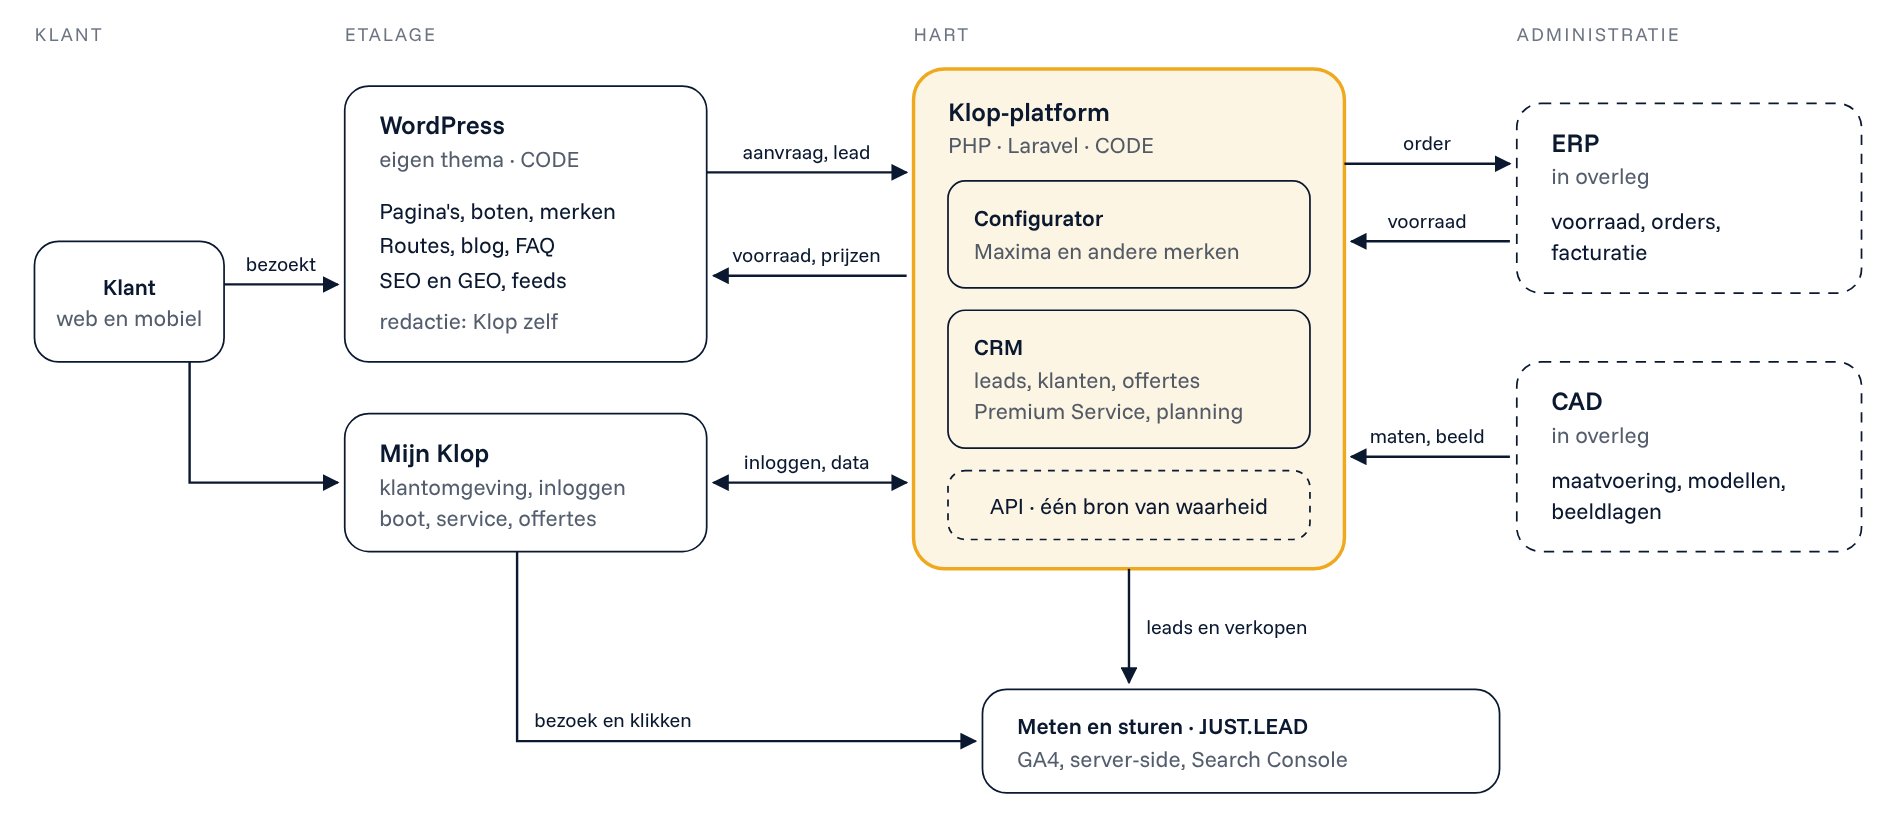 KLANT
ETALAGE
HART
ADMINISTRATIE
Klant
web en mobiel
bezoekt
WordPress
eigen thema · CODE
Pagina's, boten, merken
Routes, blog, FAQ
SEO en GEO, feeds
redactie: Klop zelf
Mijn Klop
klantomgeving, inloggen
boot, service, offertes
aanvraag, lead
voorraad, prijzen
inloggen, data
Klop-platform
PHP · Laravel · CODE
Configurator
Maxima en andere merken
CRM
leads, klanten, offertes
Premium Service, planning
API · één bron van waarheid
order
voorraad
maten, beeld
ERP
in overleg
voorraad, orders,
facturatie
CAD
in overleg
maatvoering, modellen,
beeldlagen
leads en verkopen
bezoek en klikken
Meten en sturen · JUST.LEAD
GA4, server-side, Search Console